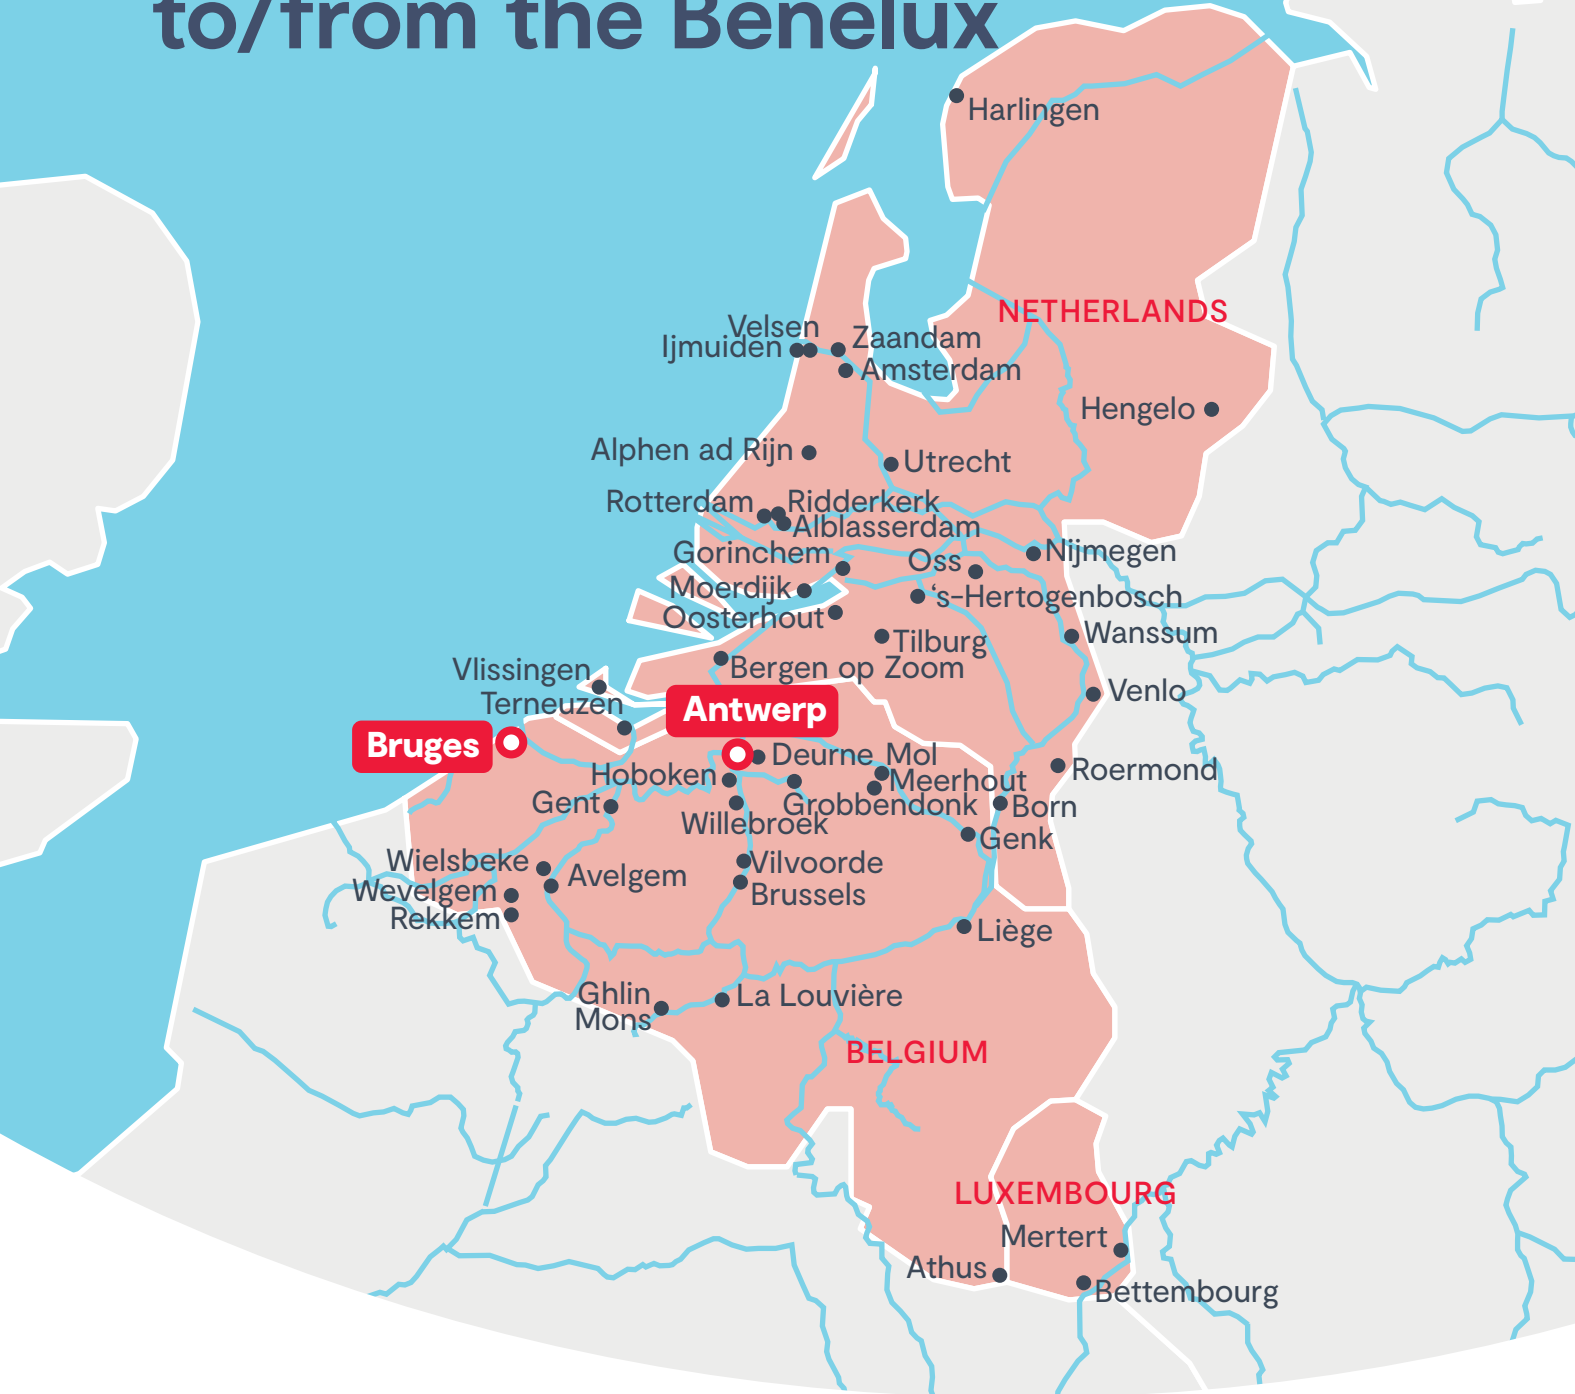 to/from the Benelux
Harlingen
NETHERLANDS
Velsen
Ijmuiden
Zaandam
Amsterdam
Hengelo
Alphen ad Rijn
Utrecht
Rotterdam
Ridderkerk
Alblasserdam
Gorinchem
Oss
Nijmegen
Moerdijk
's-Hertogenbosch
Oosterhout
Wanssum
Tilburg
Bergen op Zoom
Vlissingen
Venlo
Terneuzen
Antwerp
Bruges
Deurne
Mol
Roermond
Hoboken
Meerhout
Gent
Grobbendonk
Born
Willebroek
Genk
Wielsbeke
Vilvoorde
Avelgem
Wevelgem
Brussels
Rekkem
Liège
Ghlin
La Louvière
Mons
BELGIUM
LUXEMBOURG
Mertert
Athus
Bettembourg